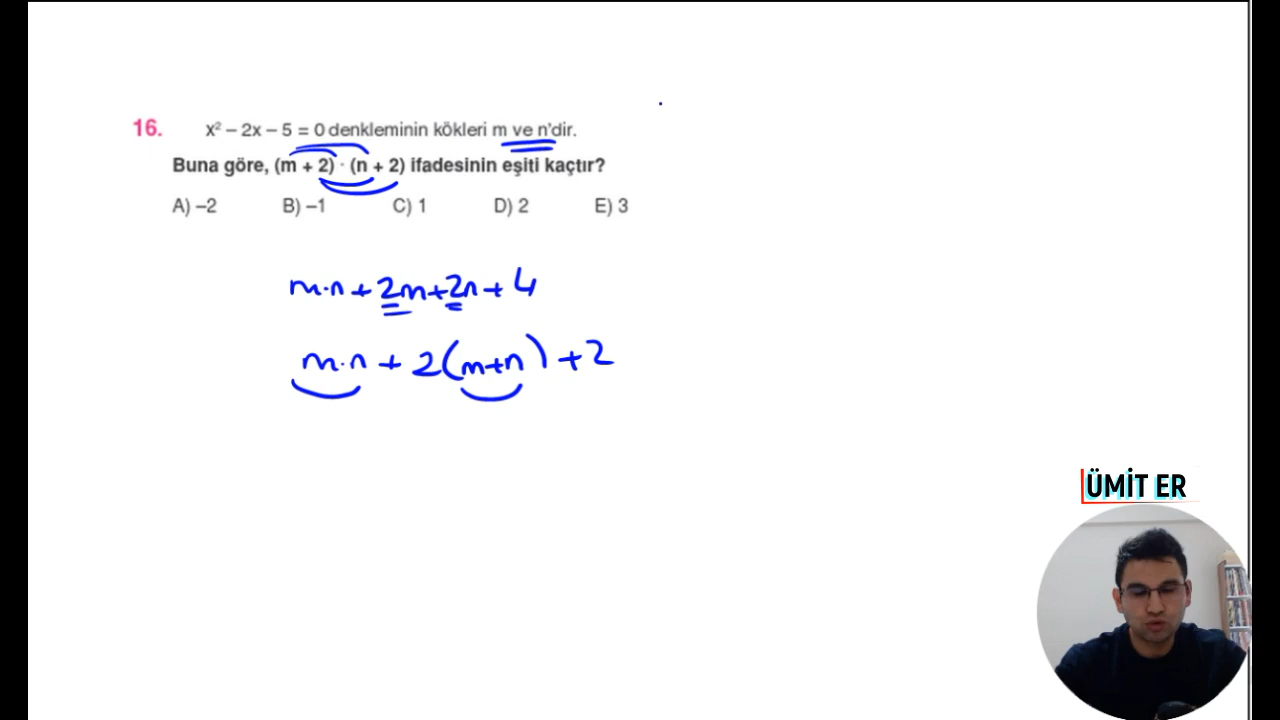 16. x² – 2x – 5 = 0 denkleminin kökleri m ve n'dir.
Buna göre, (m + 2) · (n + 2) ifadesinin eşiti kaçtır?
A) –2 B) –1 C) 1 D) 2 E) 3
m·n + 2m + 2n + 4
m·n + 2(m+n) + 2
ÜMİT ER